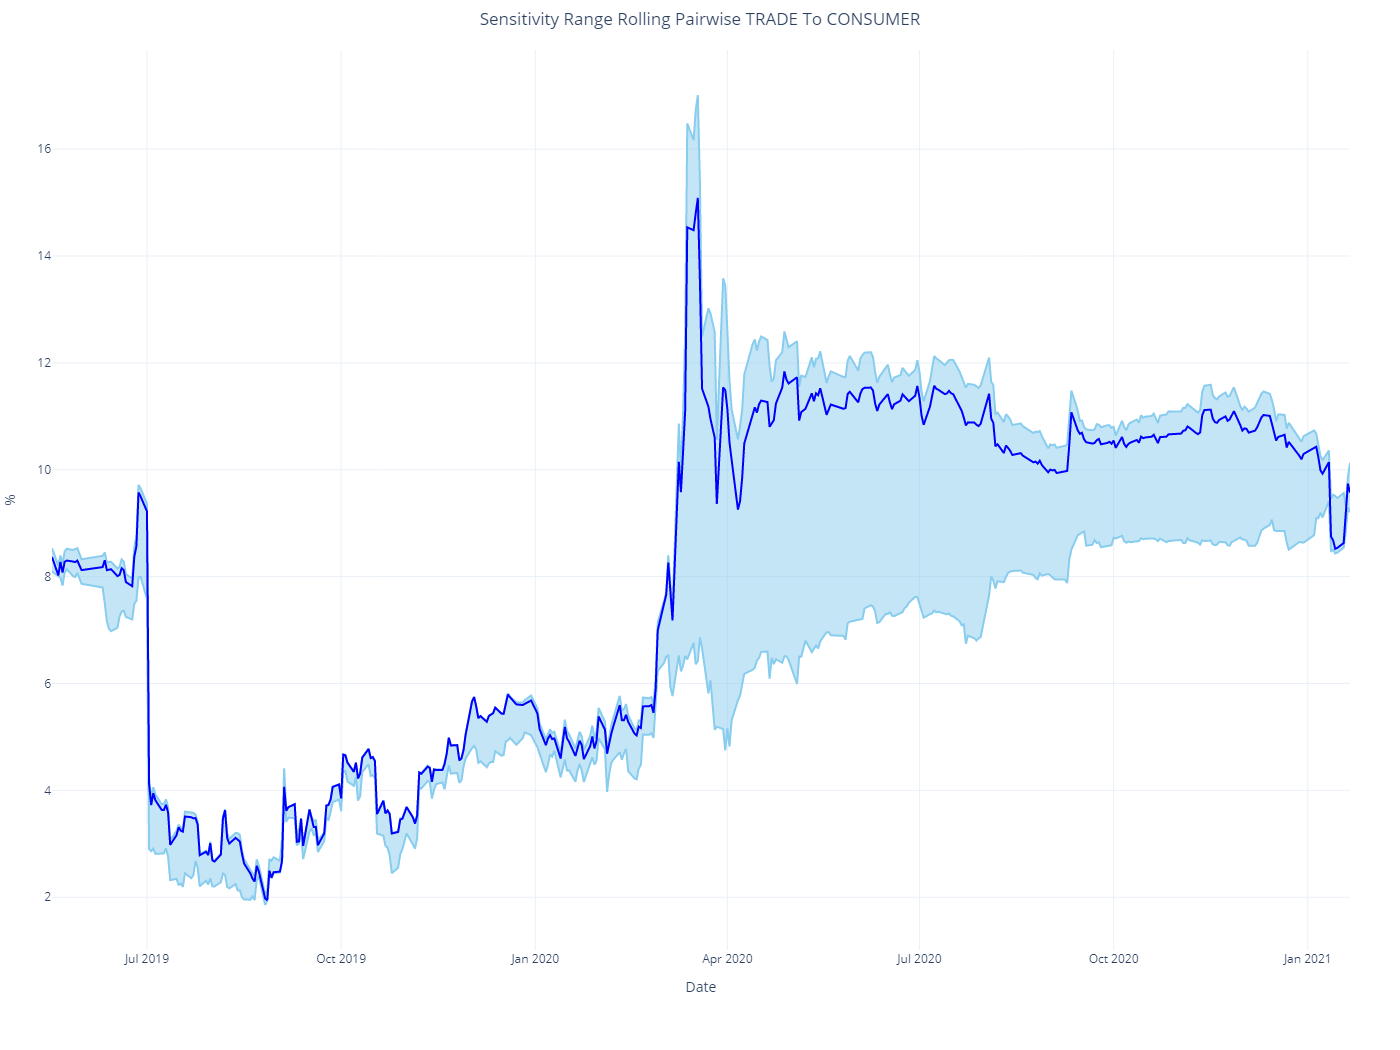 Sensitivity Range Rolling Pairwise TRADE To CONSUMER
16
14
12
10
8
6
4
2
%
Jul 2019
Oct 2019
Jan 2020
Apr 2020
Jul 2020
Oct 2020
Jan 2021
Date